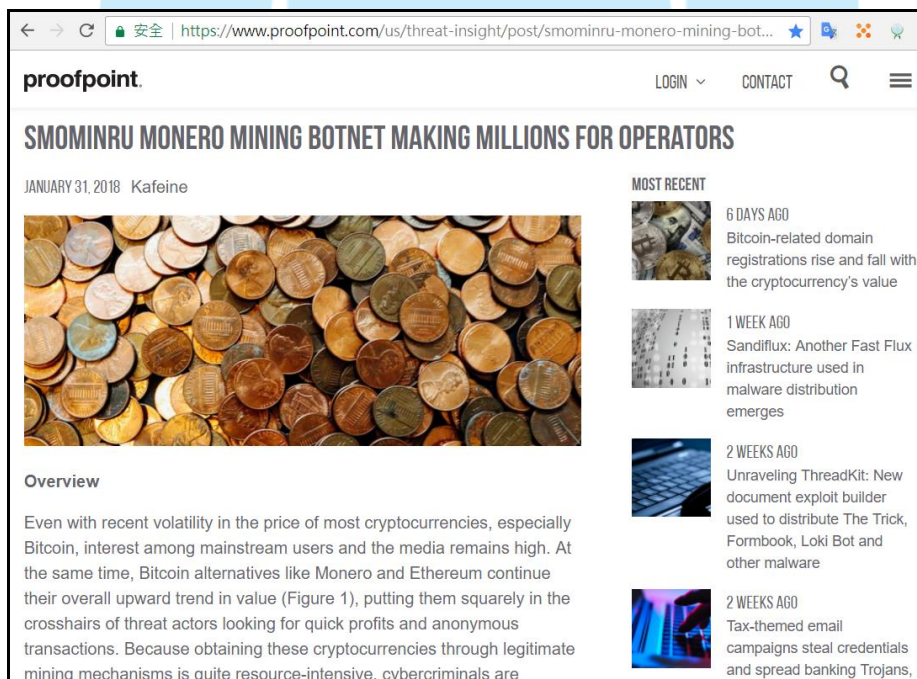 安全 | https://www.proofpoint.com/us/threat-insight/post/smominru-monero-mining-bot...
proofpoint.
LOGIN
CONTACT
SMOMINRU MONERO MINING BOTNET MAKING MILLIONS FOR OPERATORS
JANUARY 31, 2018 Kafeine
Overview
Even with recent volatility in the price of most cryptocurrencies, especially
Bitcoin, interest among mainstream users and the media remains high. At
the same time, Bitcoin alternatives like Monero and Ethereum continue
their overall upward trend in value (Figure 1), putting them squarely in the
crosshairs of threat actors looking for quick profits and anonymous
transactions. Because obtaining these cryptocurrencies through legitimate
mining mechanisms is quite resource-intensive, cybercriminals are
MOST RECENT
6 DAYS AGO
Bitcoin-related domain
registrations rise and fall with
the cryptocurrency’s value
1 WEEK AGO
Sandiflux: Another Fast Flux
infrastructure used in
malware distribution
emerges
2 WEEKS AGO
Unraveling ThreadKit: New
document exploit builder
used to distribute The Trick,
Formbook, Loki Bot and
other malware
2 WEEKS AGO
Tax-themed email
campaigns steal credentials
and spread banking Trojans,